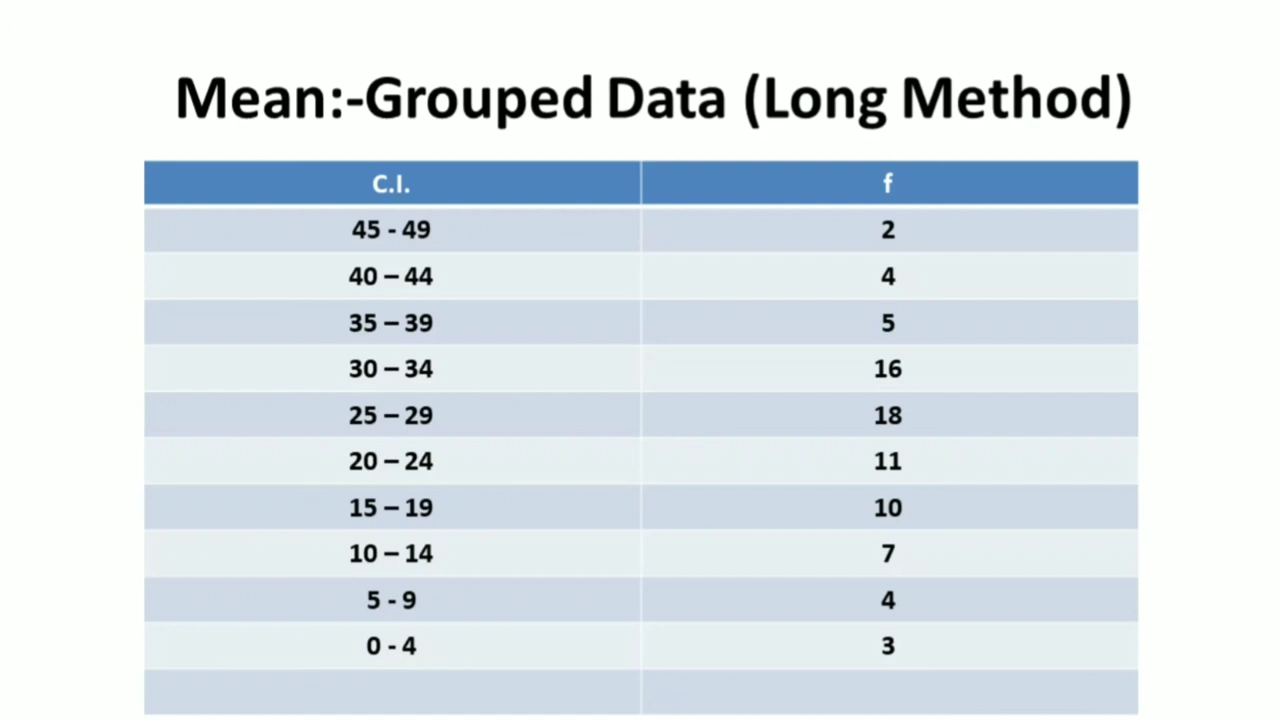 Mean:-Grouped Data (Long Method)
C.I. f
45 - 49 2
40 – 44 4
35 – 39 5
30 – 34 16
25 – 29 18
20 – 24 11
15 – 19 10
10 – 14 7
5 - 9 4
0 - 4 3